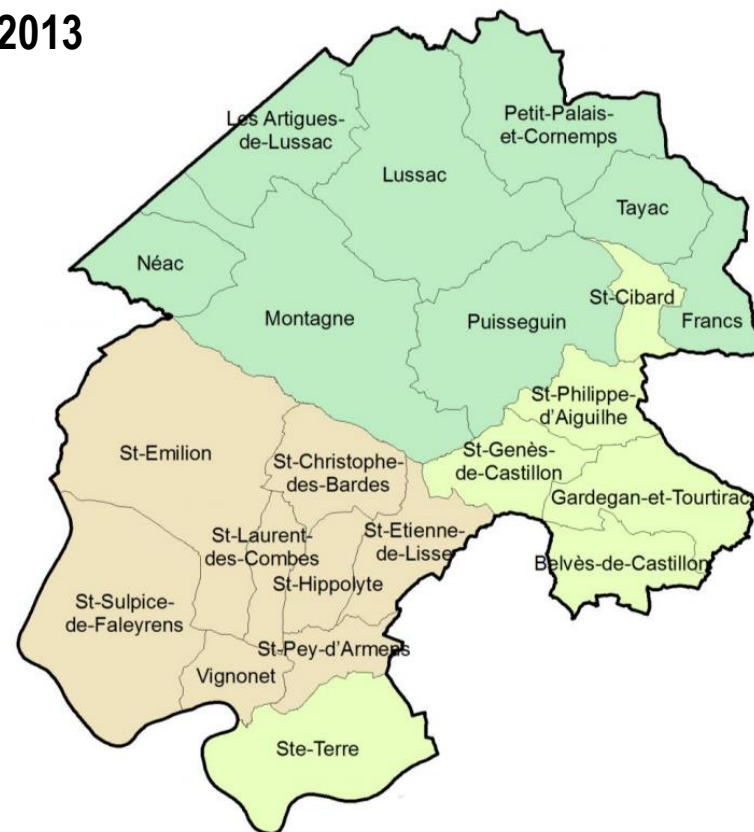 2013
Les Artigues-
de-Lussac
Petit-Palais-
et-Cornemps
Lussac
Tayac
Néac
St-Cibard
Montagne
Puisseguin
Francs
St-Philippe-
d'Aiguilhe
St-Emilion
St-Christophe-
des-Bardes
St-Genès-
de-Castillon
Gardegan-et-Tourtirac
St-Laurent-
des-Combes
St-Etienne-
de-Lisse
Belvès-de-Castillon
St-Hippolyte
St-Sulpice-
de-Faleyrens
St-Pey-d'Armens
Vignonet
Ste-Terre